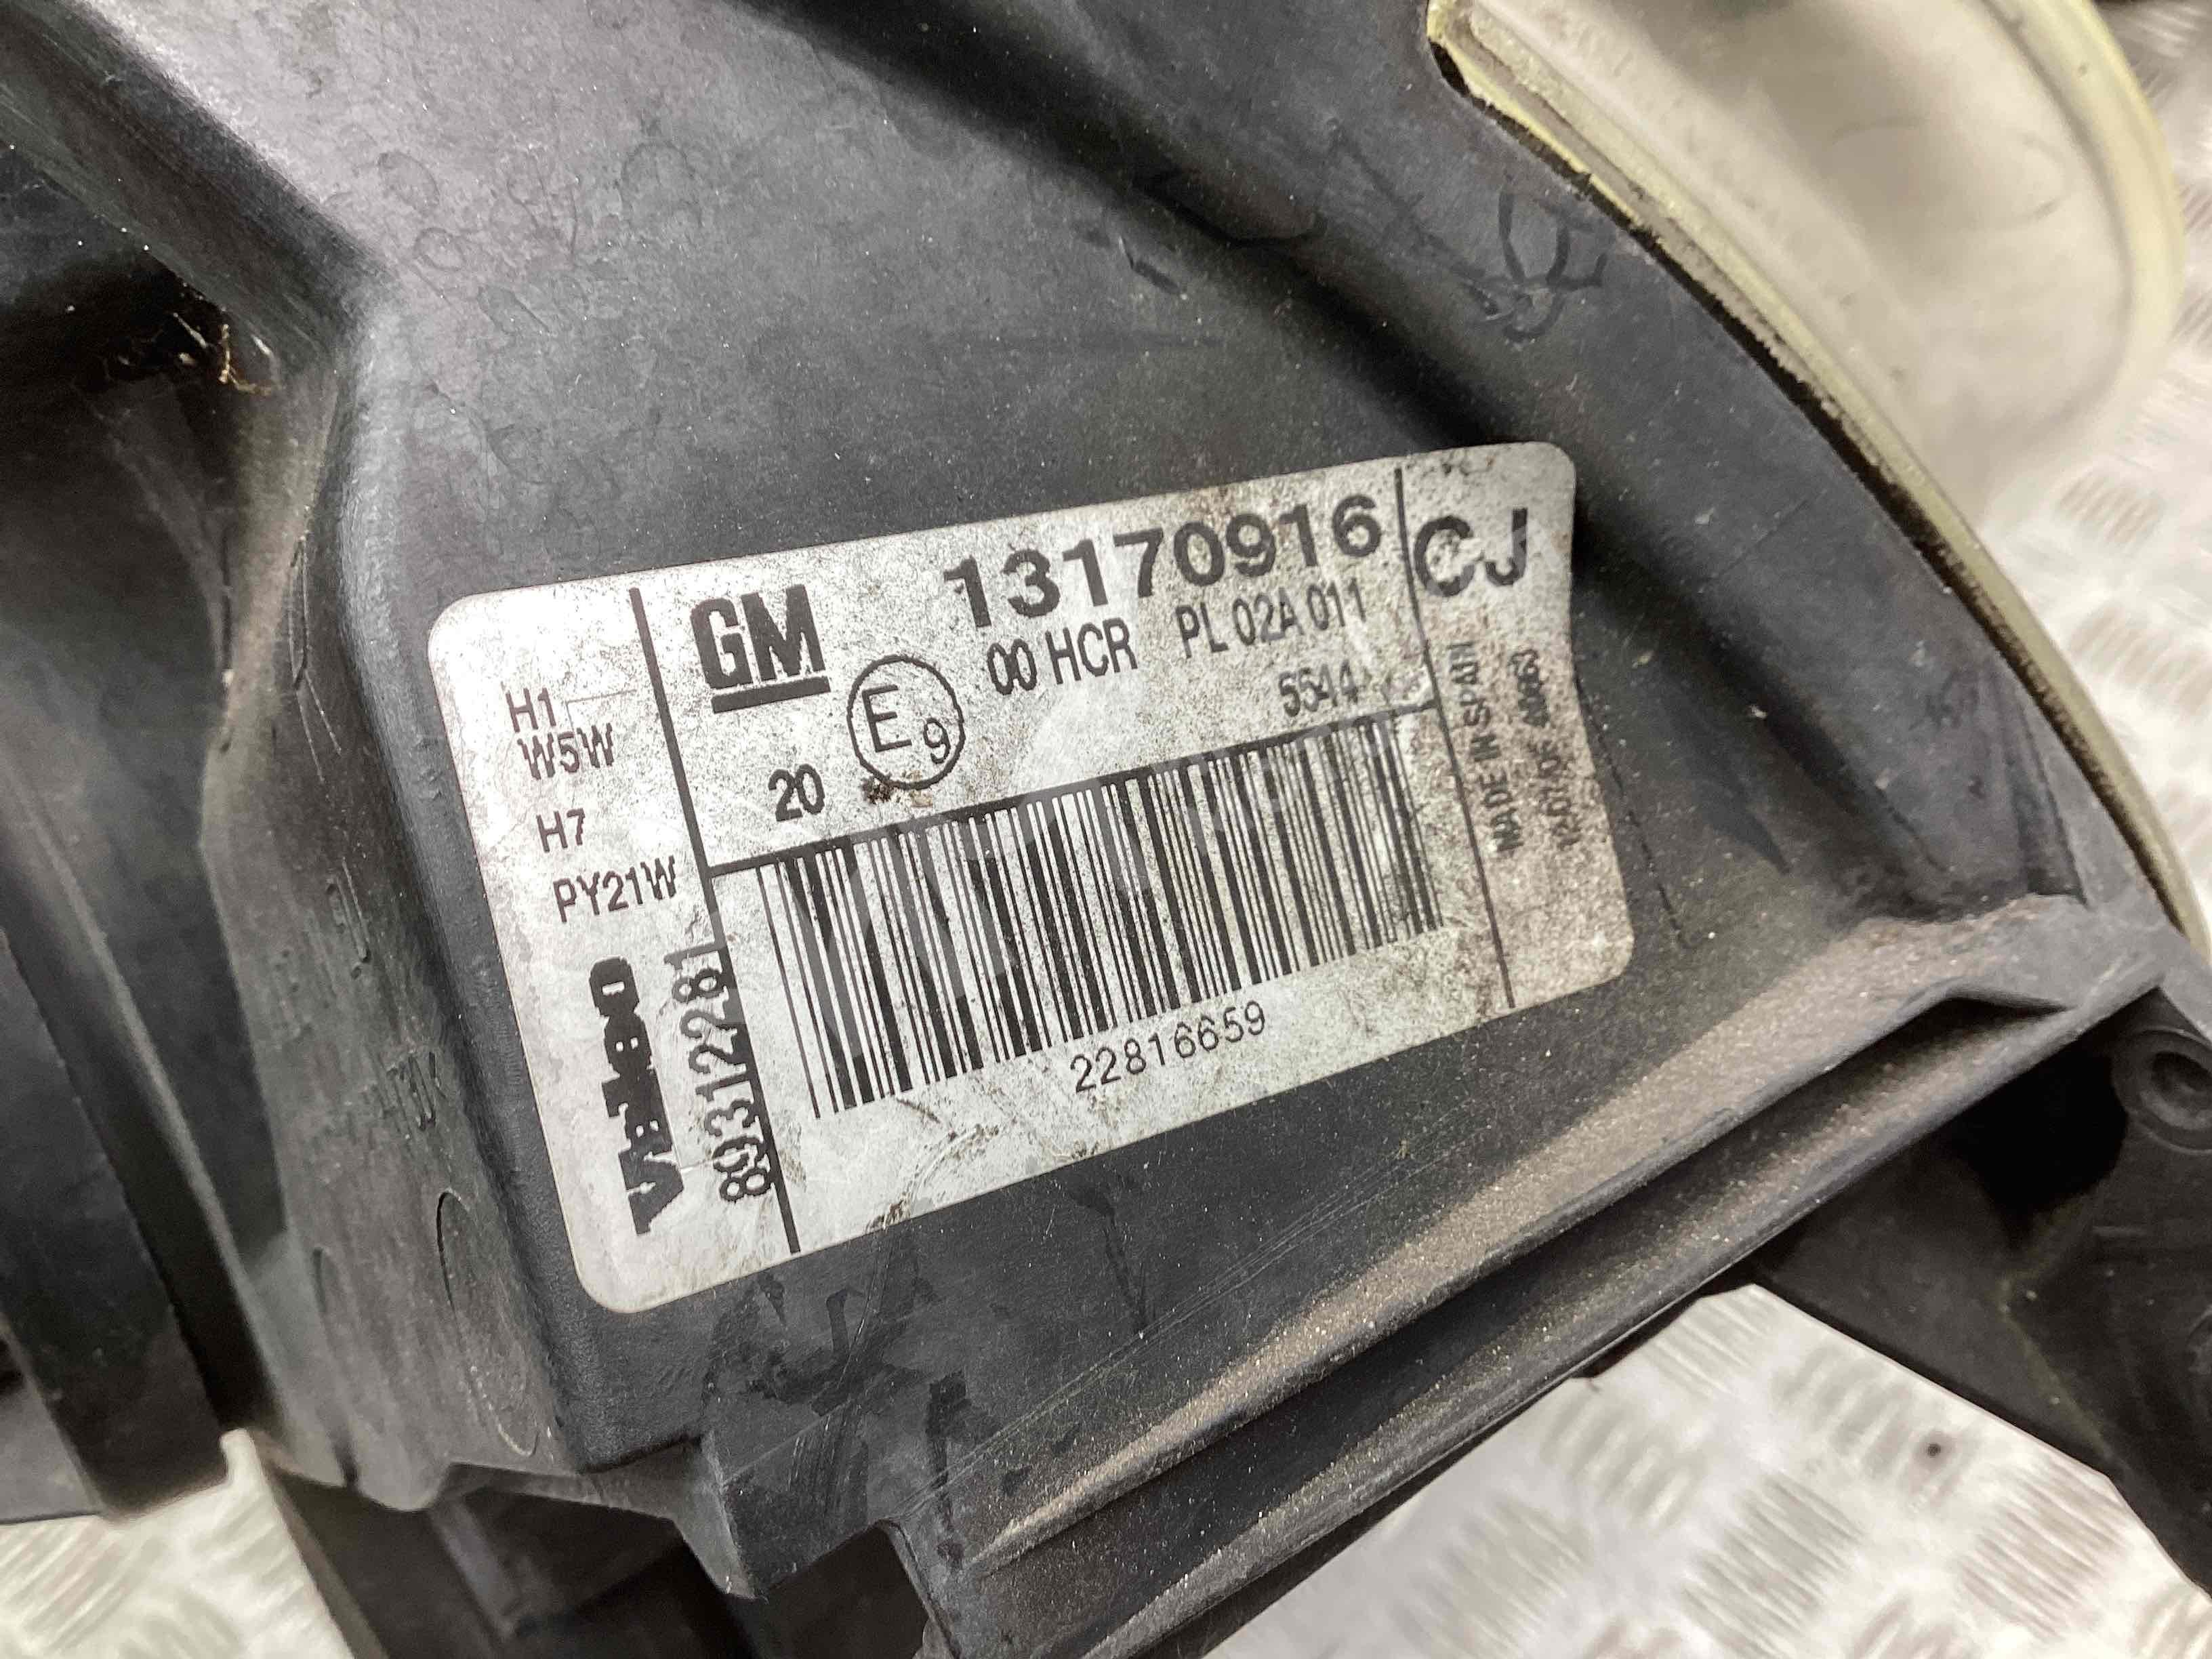 GM
13170916
CJ
00 HCR PL 02A 011
5544
20
E9
H1
W5W
H7
PY21W
VALEO
89312281
22816659
MADE IN SPAIN